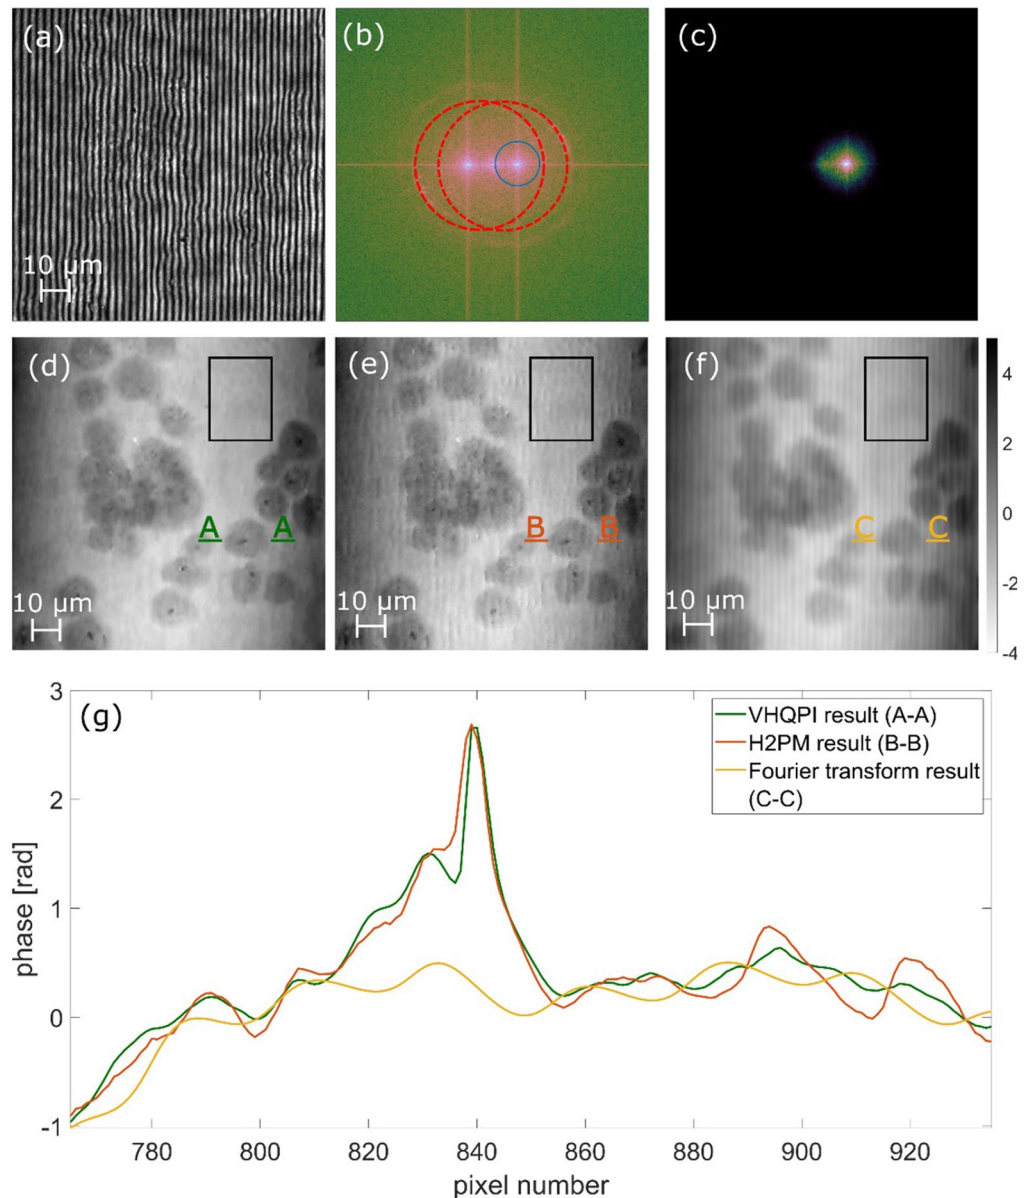 (a)
(b)
(c)
10 µm
(d)
(e)
(f)
4
2
0
-2
-4
A A
B B
C C
10 µm
10 µm
10 µm
(g)
3
2
1
0
-1
phase [rad]
VHQPI result (A-A)
H2PM result (B-B)
Fourier transform result
(C-C)
780 800 820 840 860 880 900 920
pixel number